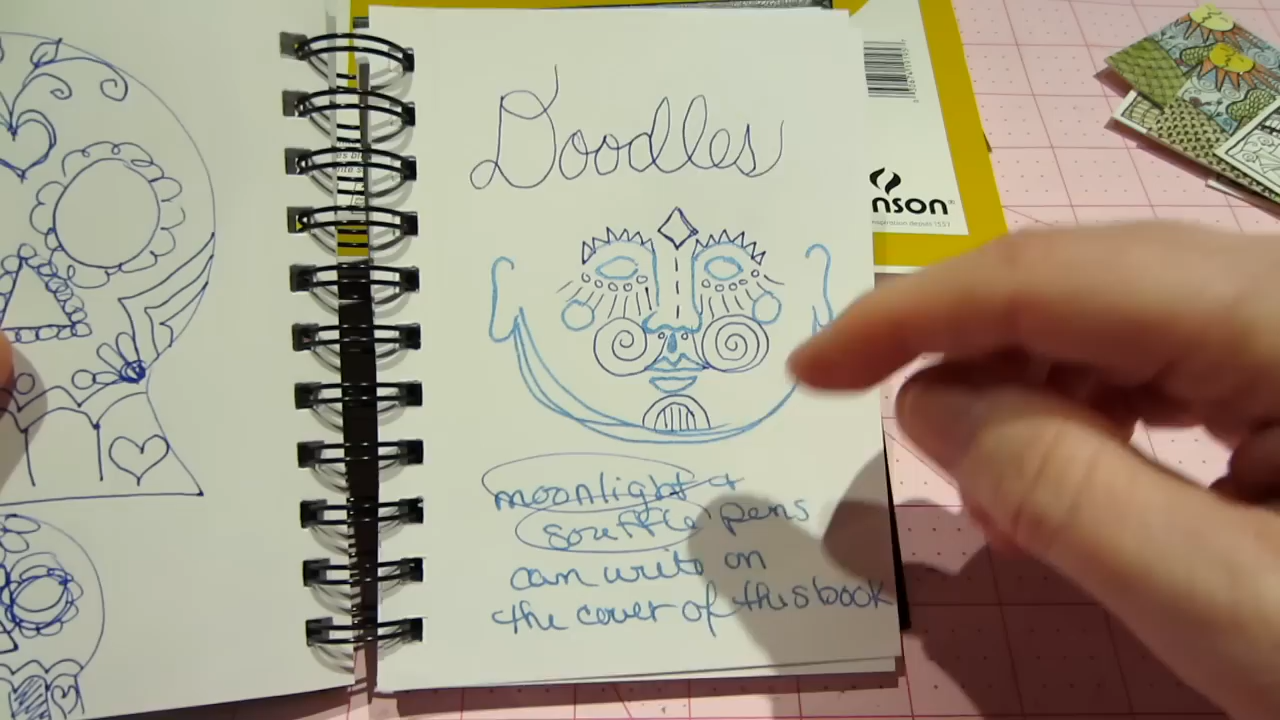 Doodles
moonlight &
souffle pens
can write on
the cover of this book
nson®